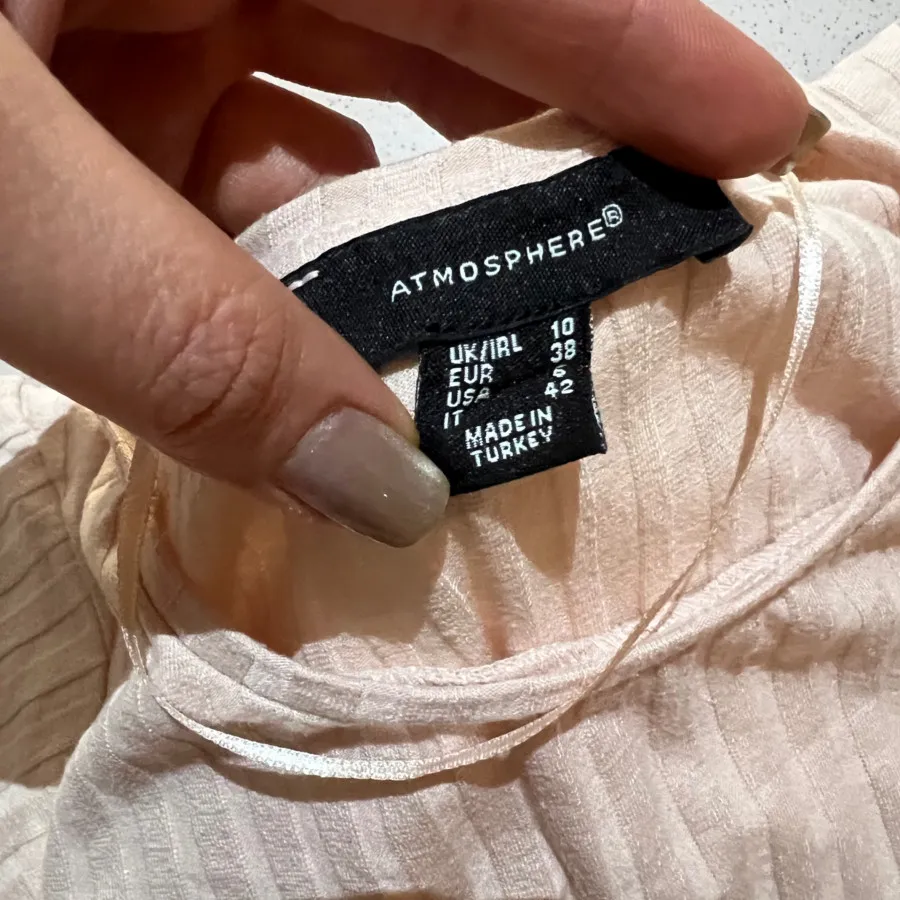 ATMOSPHERE®
UK/IRL 10
EUR 38
USA 6
IT 42
MADE IN
TURKEY